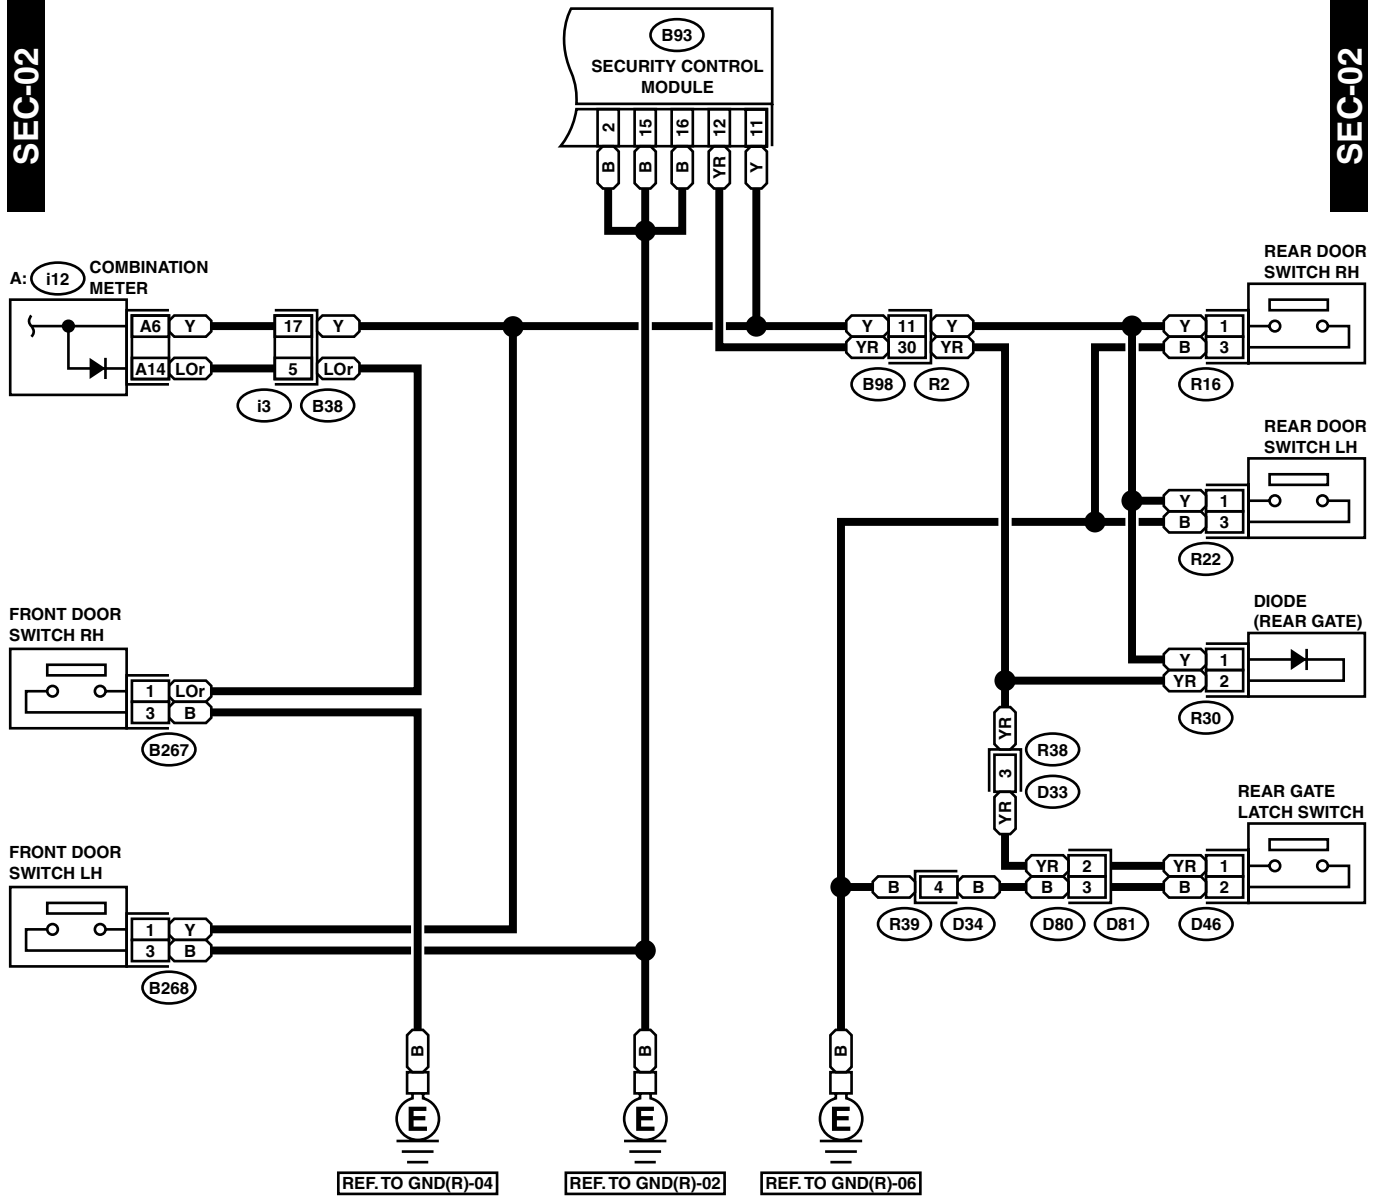 SEC-02
SEC-02
B93
SECURITY CONTROL
MODULE
2 15 16 12 11
B B B YR Y
A: i12 COMBINATION
METER
A6 Y 17 Y
A14 LOr 5 LOr
i3 B38
Y 11 Y
YR 30 YR
B98 R2
REAR DOOR
SWITCH RH
Y 1
B 3
R16
REAR DOOR
SWITCH LH
Y 1
B 3
R22
FRONT DOOR
SWITCH RH
1 LOr
3 B
B267
DIODE
(REAR GATE)
Y 1
YR 2
R30
YR
R38
3
D33
YR
REAR GATE
LATCH SWITCH
YR 2 YR 1
B 4 B B 3 B 2
R39 D34 D80 D81 D46
FRONT DOOR
SWITCH LH
1 Y
3 B
B268
B B B
E E E
REF. TO GND(R)-04 REF. TO GND(R)-02 REF. TO GND(R)-06